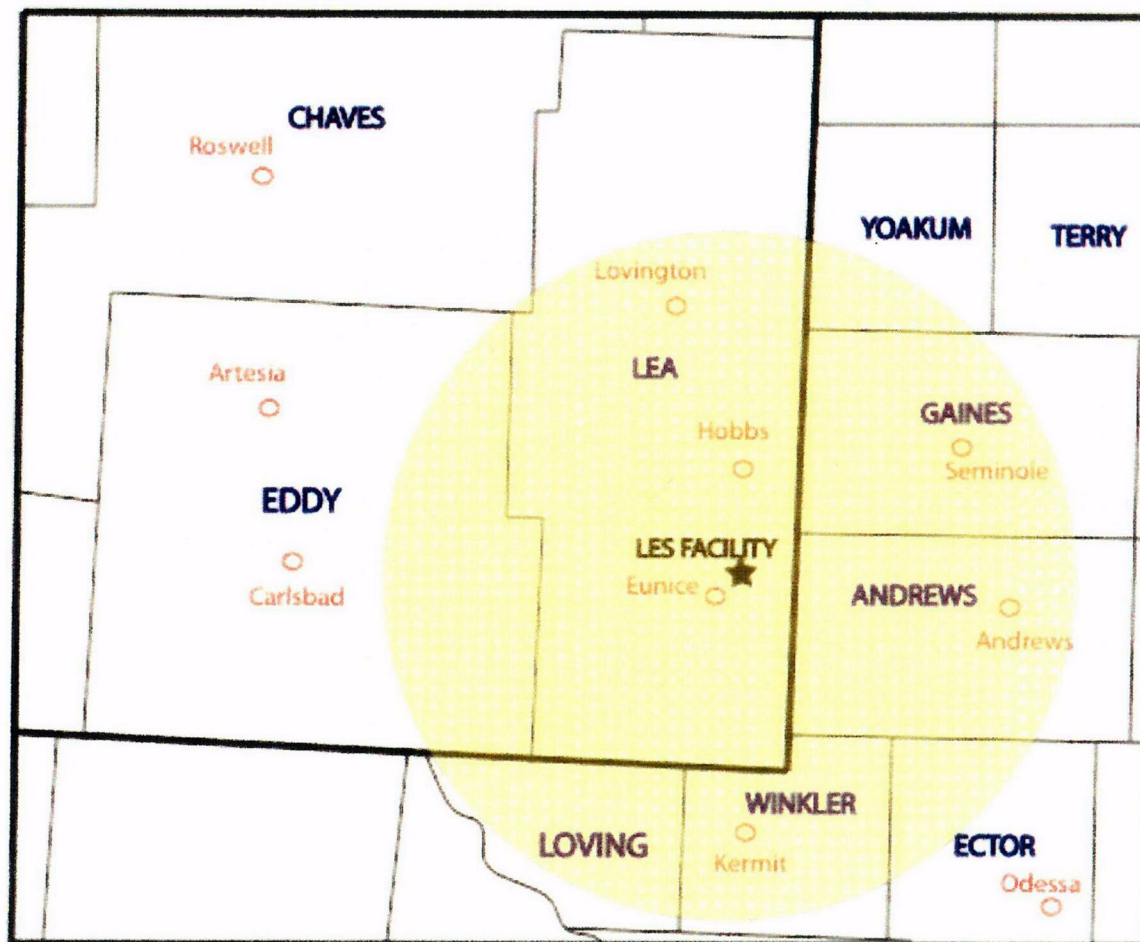 CHAVES
Roswell
YOAKUM
TERRY
Lovington
LEA
Artesia
GAINES
Hobbs
Seminole
EDDY
LES FACILITY
Carlsbad
Eunice
ANDREWS
Andrews
WINKLER
LOVING
Kermit
ECTOR
Odessa